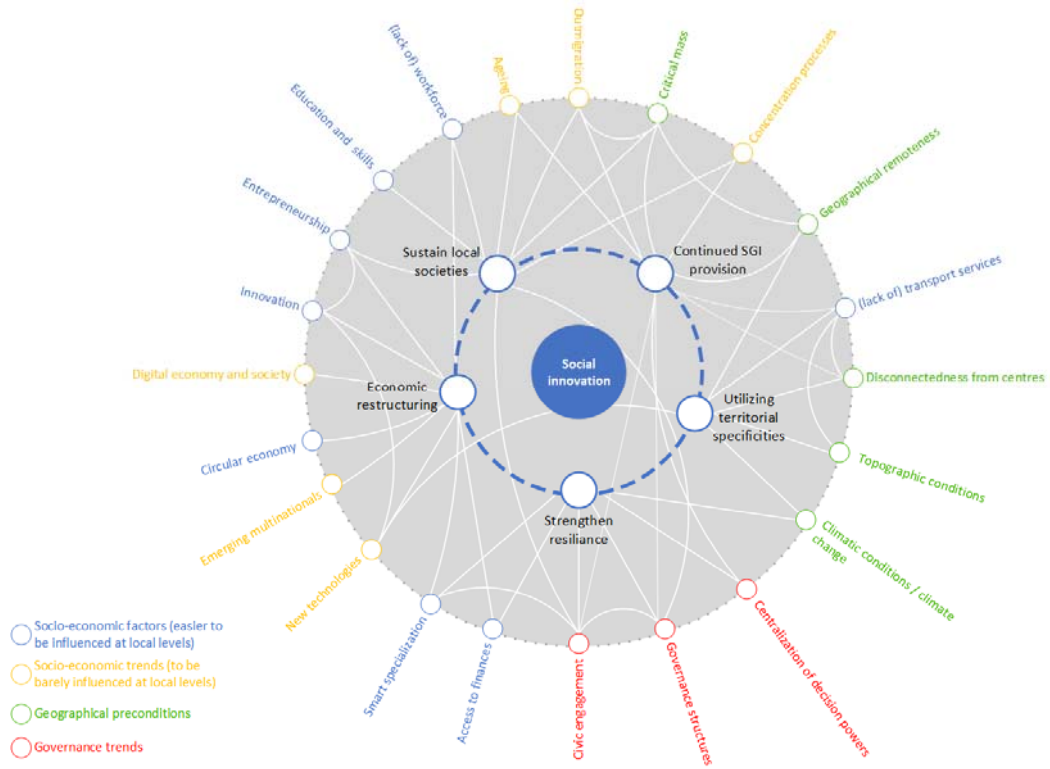 (lack of) workforce
Ageing
Outmigration
Critical mass
Concentration processes
Education and skills
Geographical remoteness
Entrepreneurship
Sustain local
societies
Continued SGI
provision
(lack of) transport services
Innovation
Social
innovation
Digital economy and society
Disconnectedness from centres
Economic
restructuring
Utilizing
territorial
specificities
Circular economy
Topographic conditions
Emerging multinationals
Strengthen
resiliance
Climatic conditions / climate
change
New technologies
Smart specialization
Access to finances
Civic engagement
Governance structures
Centralization of decision powers
Socio-economic factors (easier to
be influenced at local levels)
Socio-economic trends (to be
barely influenced at local levels)
Geographical preconditions
Governance trends